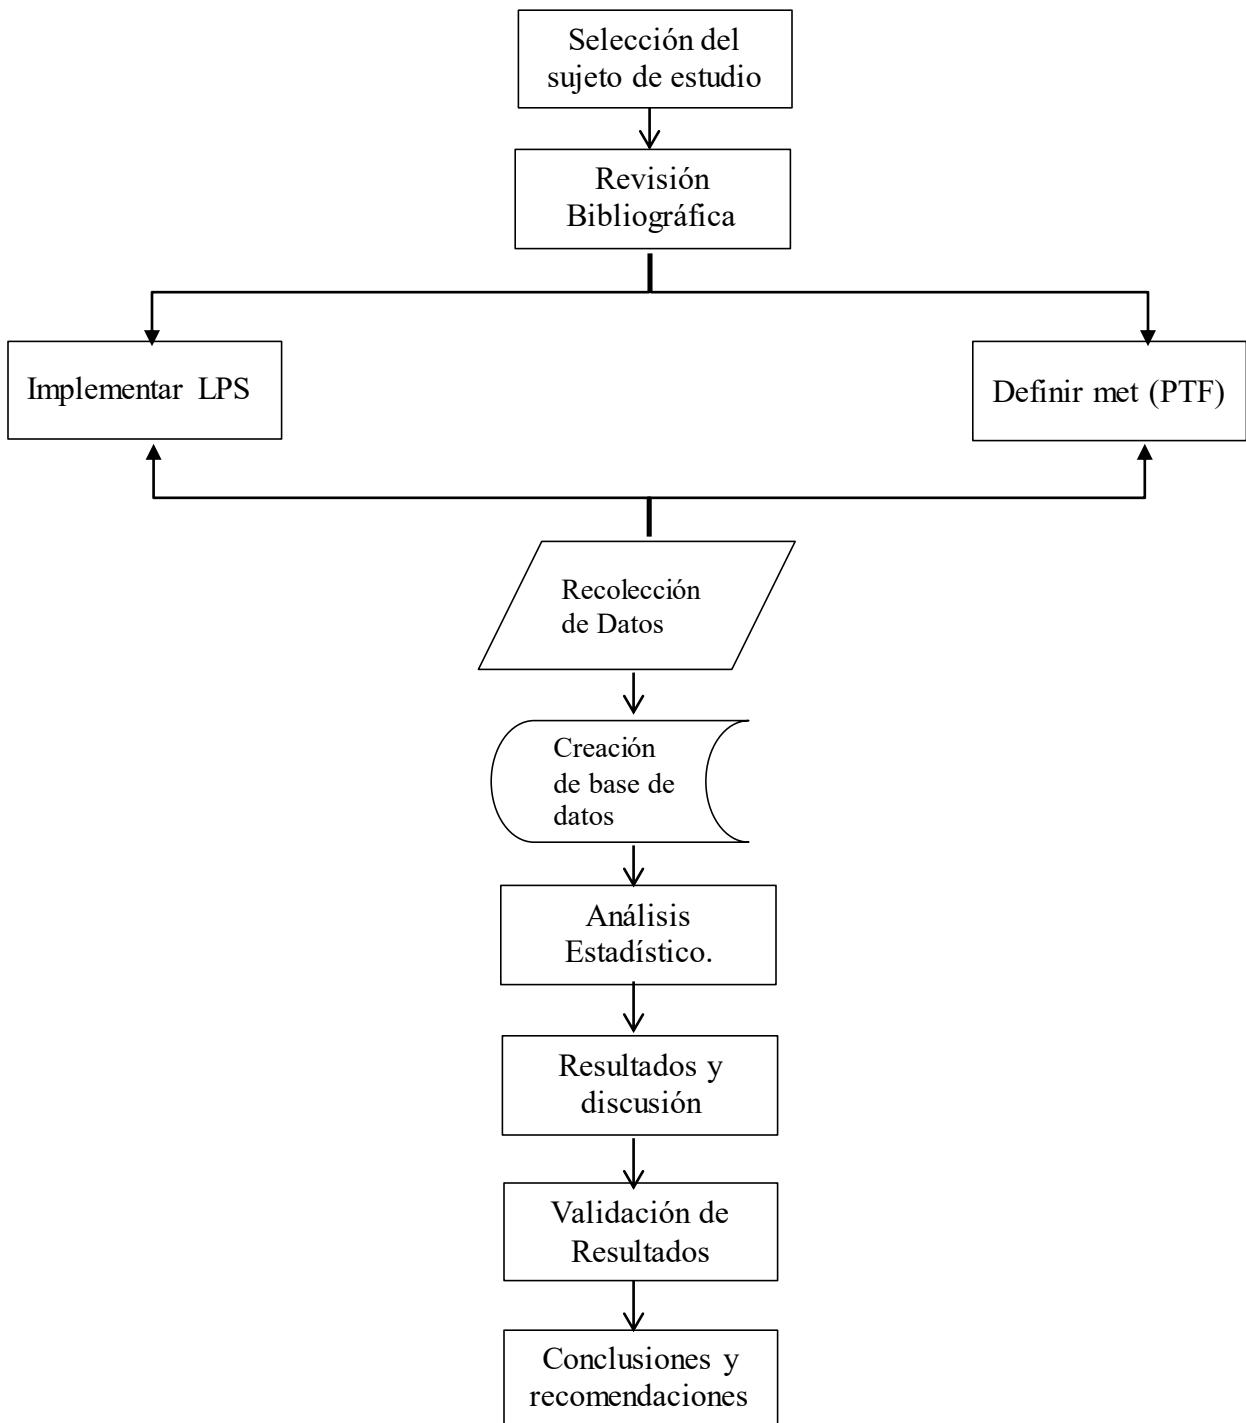 Selección del
sujeto de estudio
Revisión
Bibliográfica
Implementar LPS
Definir met (PTF)
Recolección
de Datos
Creación
de base de
datos
Análisis
Estadístico.
Resultados y
discusión
Validación de
Resultados
Conclusiones y
recomendaciones